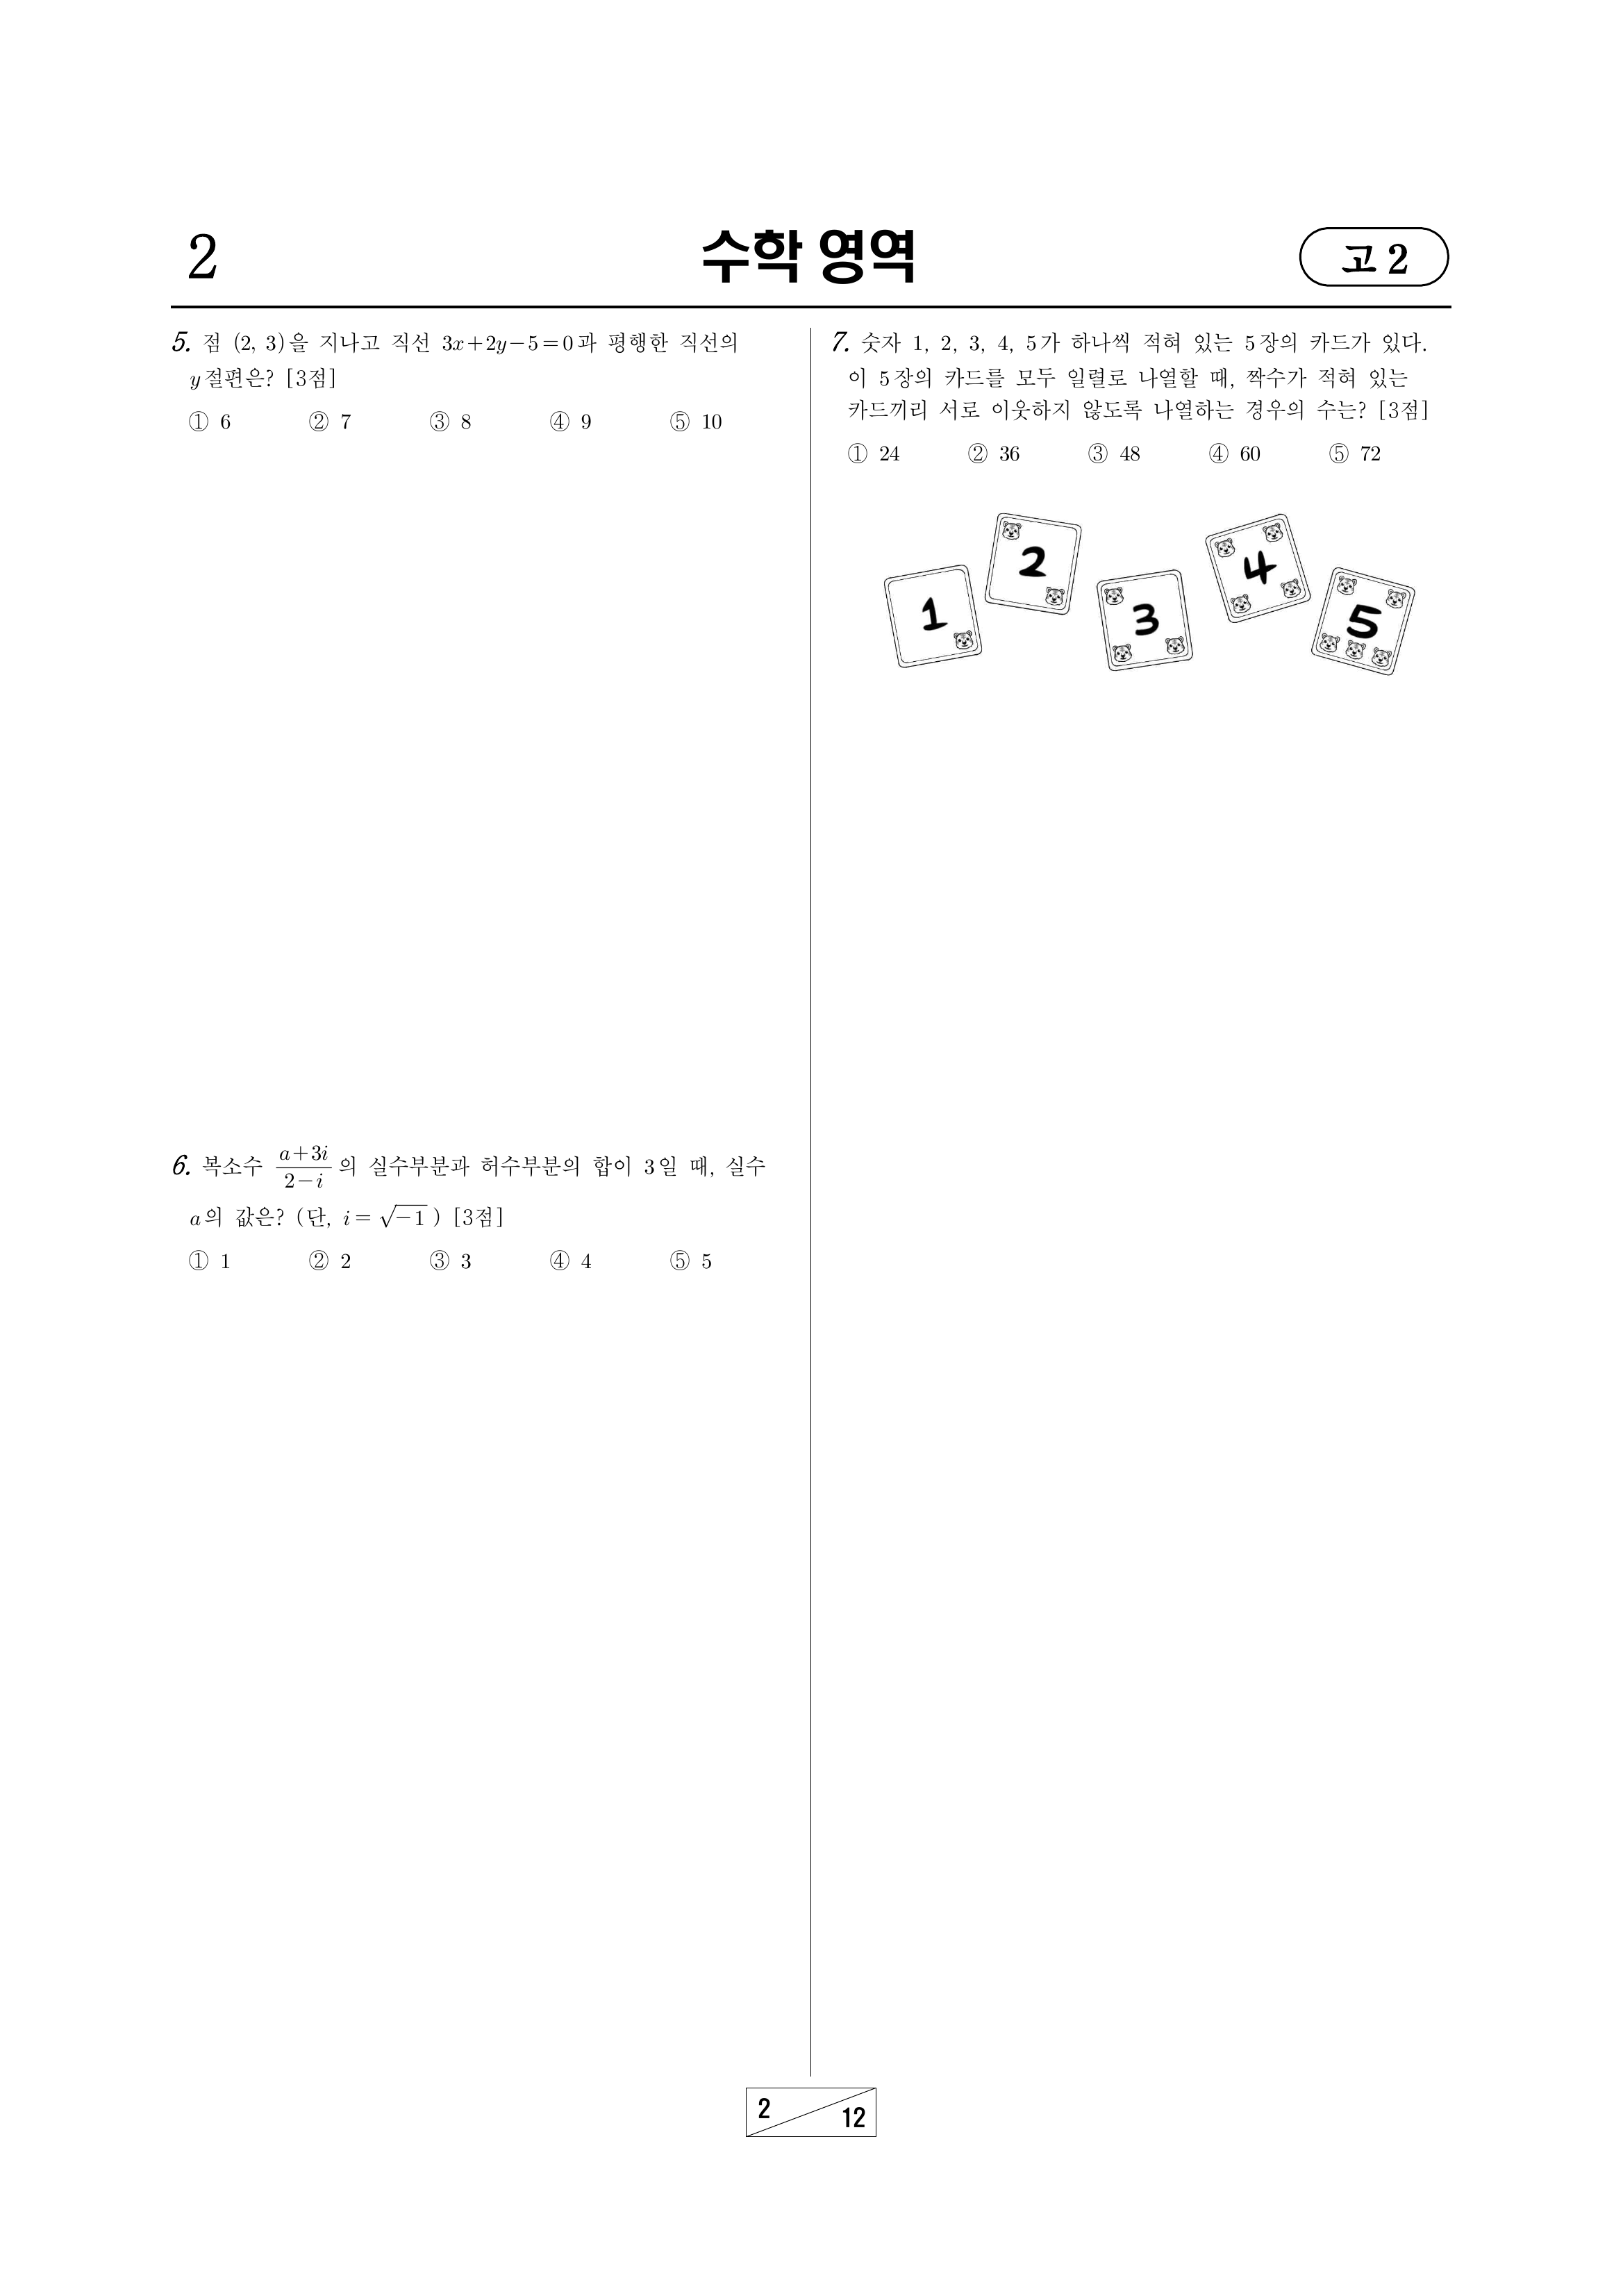 2
수학 영역
고 2
5. 점 (2, 3)을 지나고 직선 3x+2y-5=0과 평행한 직선의
y절편은? [3점]
① 6 ② 7 ③ 8 ④ 9 ⑤ 10
6. 복소수 \frac{a+3i}{2-i}의 실수부분과 허수부분의 합이 3일 때, 실수
a의 값은? (단, i=√-1) [3점]
① 1 ② 2 ③ 3 ④ 4 ⑤ 5
7. 숫자 1, 2, 3, 4, 5가 하나씩 적혀 있는 5장의 카드가 있다.
이 5장의 카드를 모두 일렬로 나열할 때, 짝수가 적혀 있는
카드끼리 서로 이웃하지 않도록 나열하는 경우의 수는? [3점]
① 24 ② 36 ③ 48 ④ 60 ⑤ 72
1 2 3 4 5
2 12